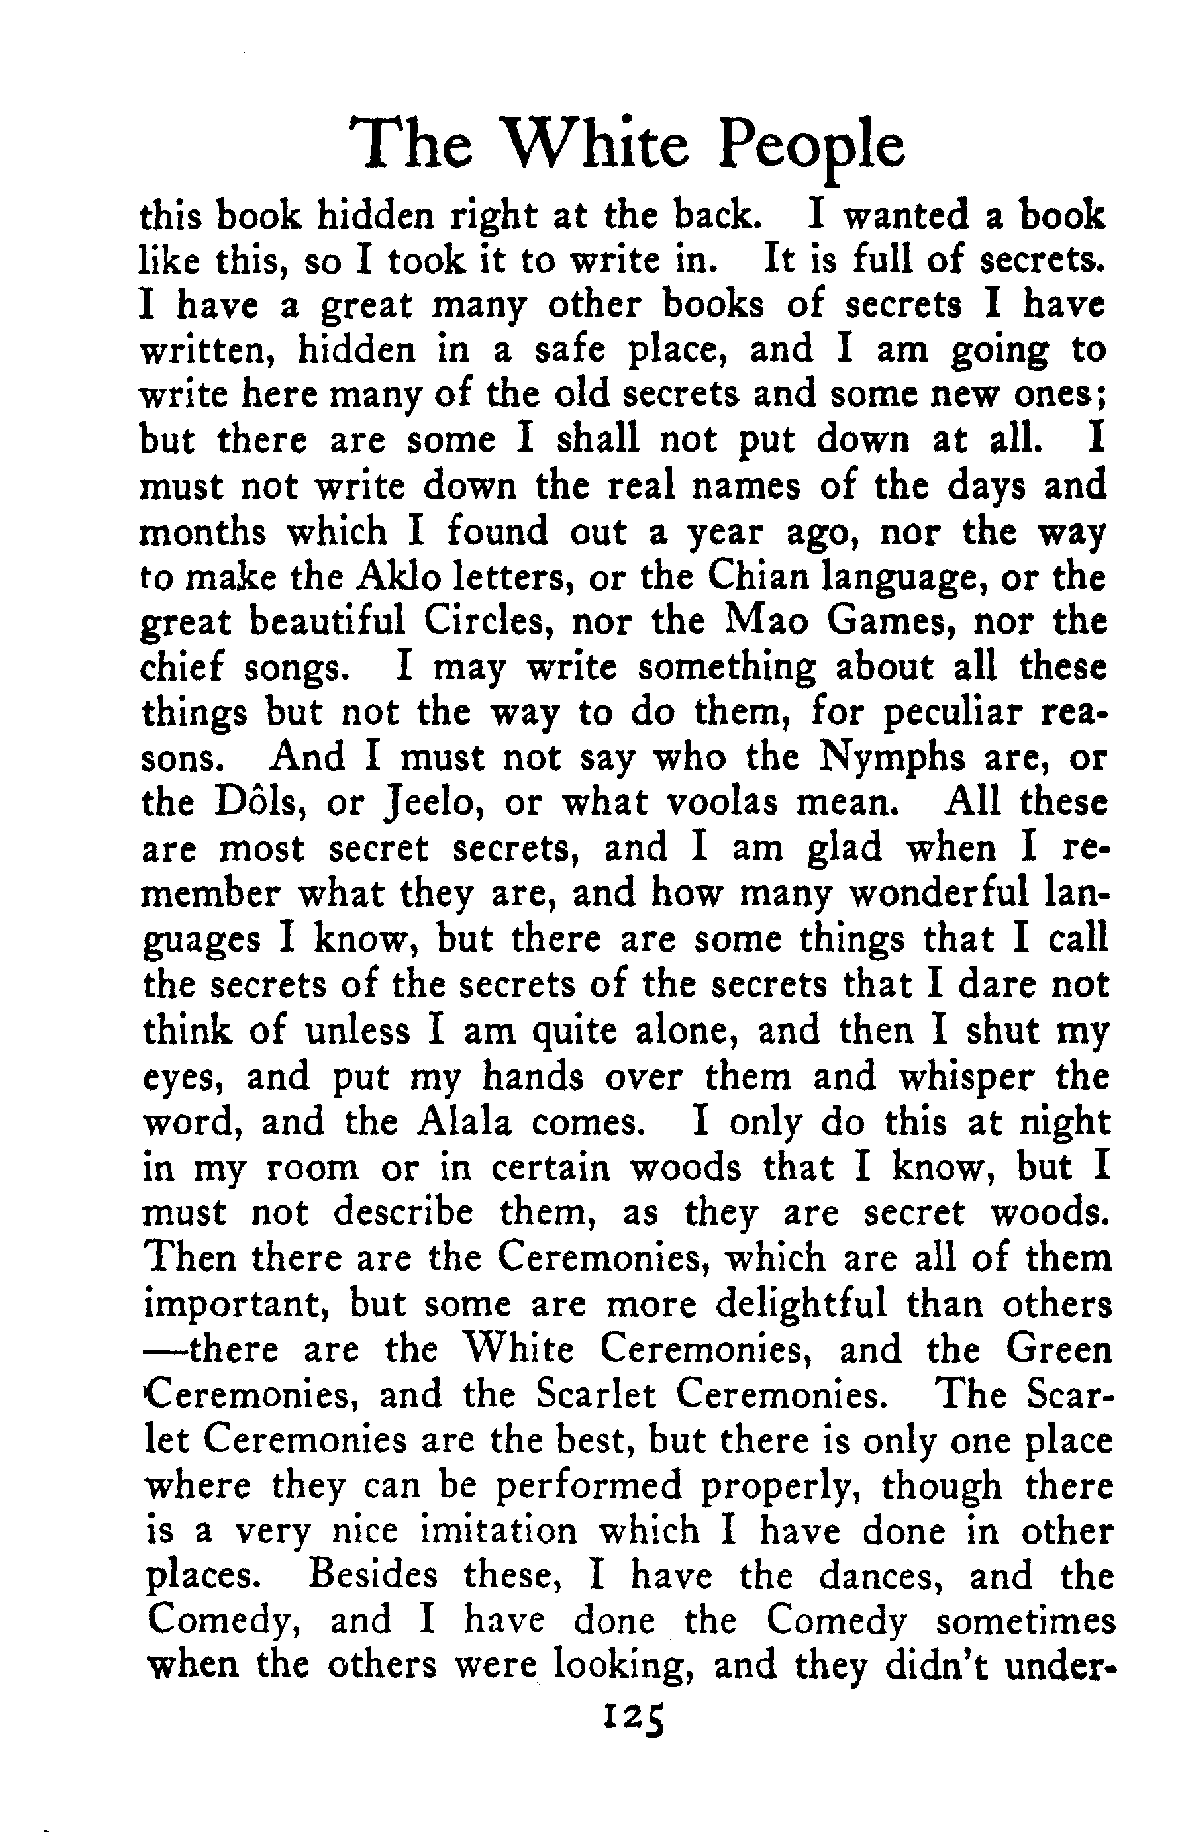 The White People
this book hidden right at the back. I wanted a book
like this, so I took it to write in. It is full of secrets.
I have a great many other books of secrets I have
written, hidden in a safe place, and I am going to
write here many of the old secrets and some new ones;
but there are some I shall not put down at all. I
must not write down the real names of the days and
months which I found out a year ago, nor the way
to make the Aklo letters, or the Chian language, or the
great beautiful Circles, nor the Mao Games, nor the
chief songs. I may write something about all these
things but not the way to do them, for peculiar rea-
sons. And I must not say who the Nymphs are, or
the Dôls, or Jeelo, or what voolas mean. All these
are most secret secrets, and I am glad when I re-
member what they are, and how many wonderful lan-
guages I know, but there are some things that I call
the secrets of the secrets of the secrets that I dare not
think of unless I am quite alone, and then I shut my
eyes, and put my hands over them and whisper the
word, and the Alala comes. I only do this at night
in my room or in certain woods that I know, but I
must not describe them, as they are secret woods.
Then there are the Ceremonies, which are all of them
important, but some are more delightful than others
—there are the White Ceremonies, and the Green
Ceremonies, and the Scarlet Ceremonies. The Scar-
let Ceremonies are the best, but there is only one place
where they can be performed properly, though there
is a very nice imitation which I have done in other
places. Besides these, I have the dances, and the
Comedy, and I have done the Comedy sometimes
when the others were looking, and they didn't under-
125